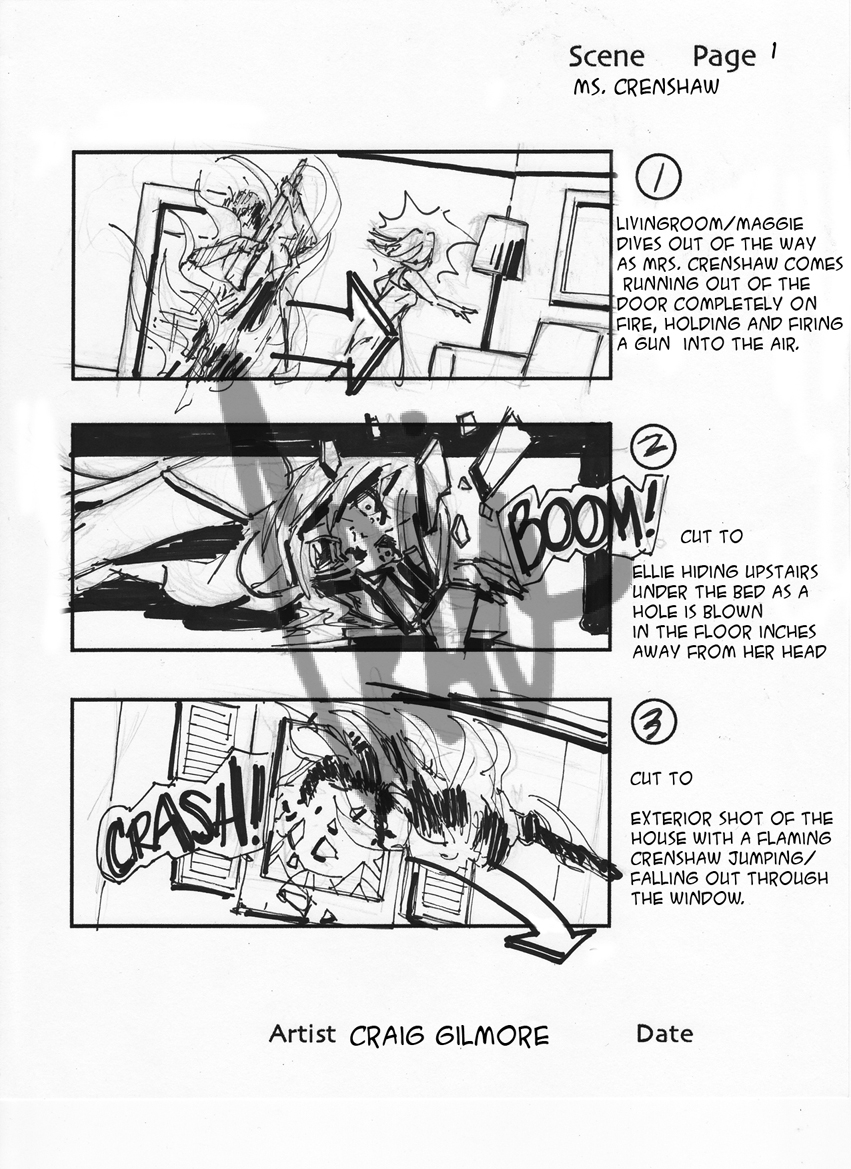 Scene Page 1
MS. CRENSHAW
1
LIVINGROOM/MAGGIE
DIVES OUT OF THE WAY
AS MRS. CRENSHAW COMES
RUNNING OUT OF THE
DOOR COMPLETELY ON
FIRE, HOLDING AND FIRING
A GUN INTO THE AIR.
2
BOOM!
CUT TO
ELLIE HIDING UPSTAIRS
UNDER THE BED AS A
HOLE IS BLOWN
IN THE FLOOR INCHES
AWAY FROM HER HEAD
3
CRASH!!
CUT TO
EXTERIOR SHOT OF THE
HOUSE WITH A FLAMING
CRENSHAW JUMPING/
FALLING OUT THROUGH
THE WINDOW.
Artist CRAIG GILMORE Date